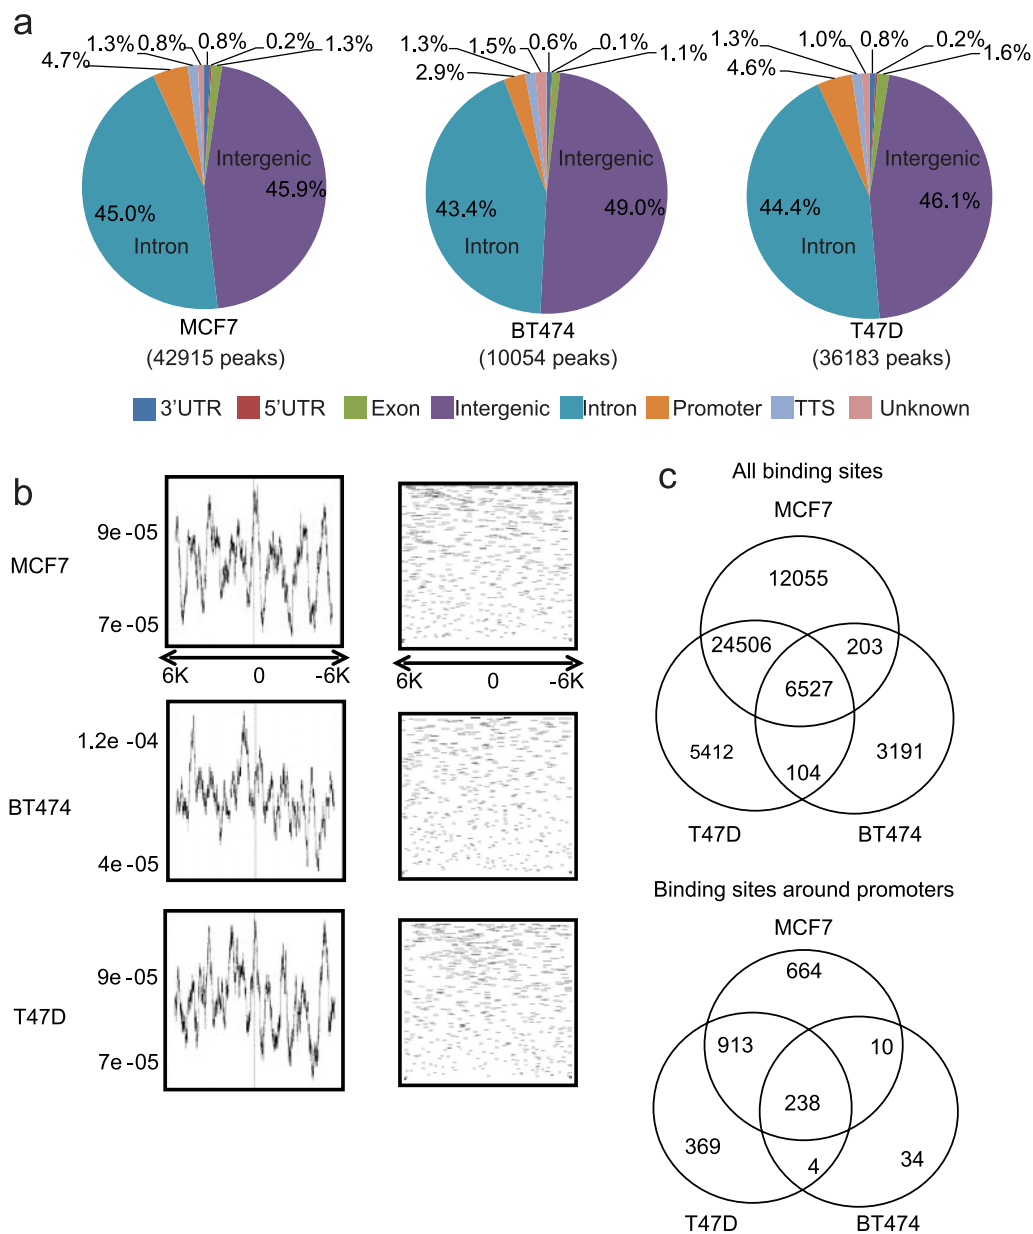 a
1.3% 0.8% 0.8% 0.2% 1.3%
4.7%
Intergenic
45.9%
45.0%
Intron
MCF7
(42915 peaks)
1.3% 1.5% 0.6% 0.1%
2.9% 1.1%
Intergenic
43.4% 49.0%
Intron
BT474
(10054 peaks)
1.3% 1.0% 0.8% 0.2% 1.6%
4.6%
Intergenic
46.1%
44.4%
Intron
T47D
(36183 peaks)
3'UTR 5'UTR Exon Intergenic Intron Promoter TTS Unknown
b
MCF7
9e-05
7e-05
6K 0 -6K
6K 0 -6K
BT474
1.2e-04
4e-05
T47D
9e-05
7e-05
c
All binding sites
MCF7
12055
24506 203
6527
5412 3191
104
T47D BT474
Binding sites around promoters
MCF7
664
913 10
238
369 34
4
T47D BT474